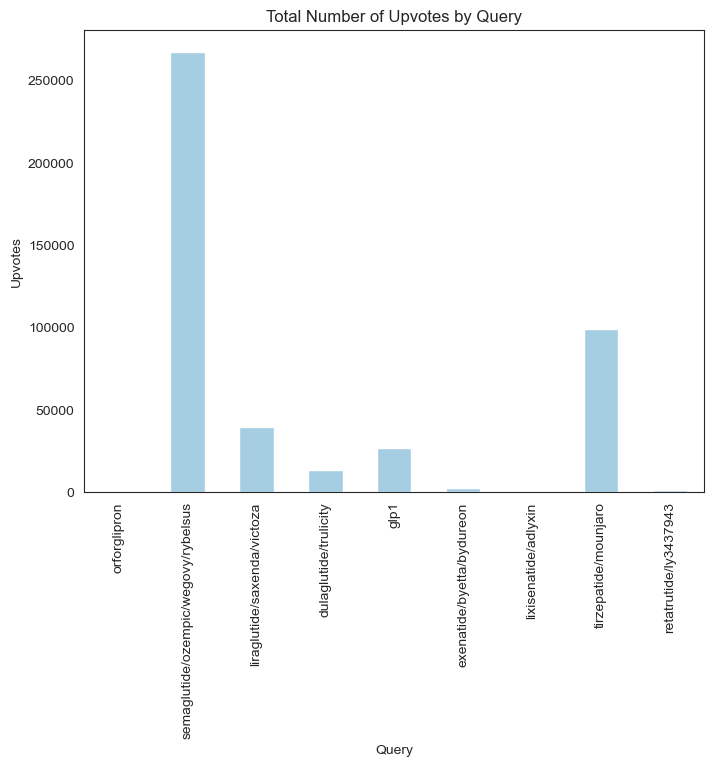 Total Number of Upvotes by Query
Upvotes
250000
200000
150000
100000
50000
0
orforglipron
semaglutide/ozempic/wegovy/rybelsus
liraglutide/saxenda/victoza
dulaglutide/trulicity
glp1
exenatide/byetta/bydureon
lixisenatide/adlyxin
tirzepatide/mounjaro
retatrutide/ly3437943
Query